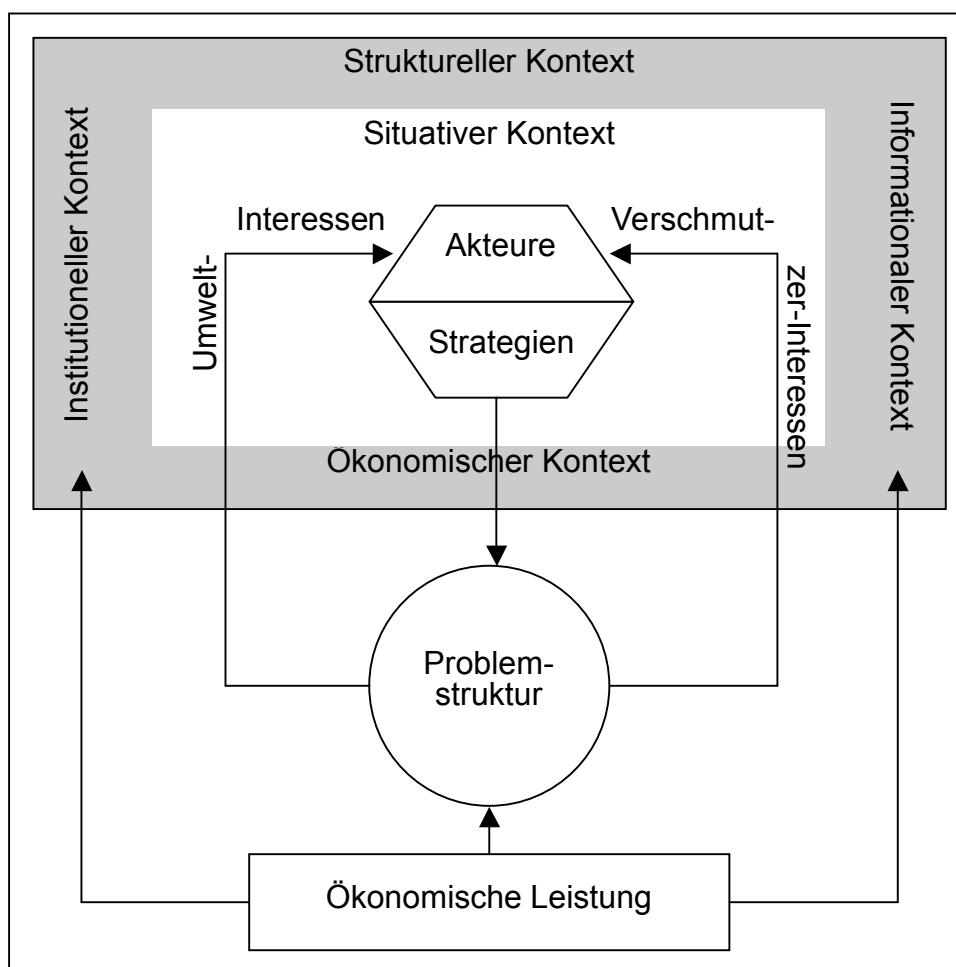 Struktureller Kontext
Institutioneller Kontext
Informationaler Kontext
Situativer Kontext
Umwelt-
Interessen
Akteure
Strategien
Verschmut-
zer-Interessen
Ökonomischer Kontext
Problem-
struktur
Ökonomische Leistung